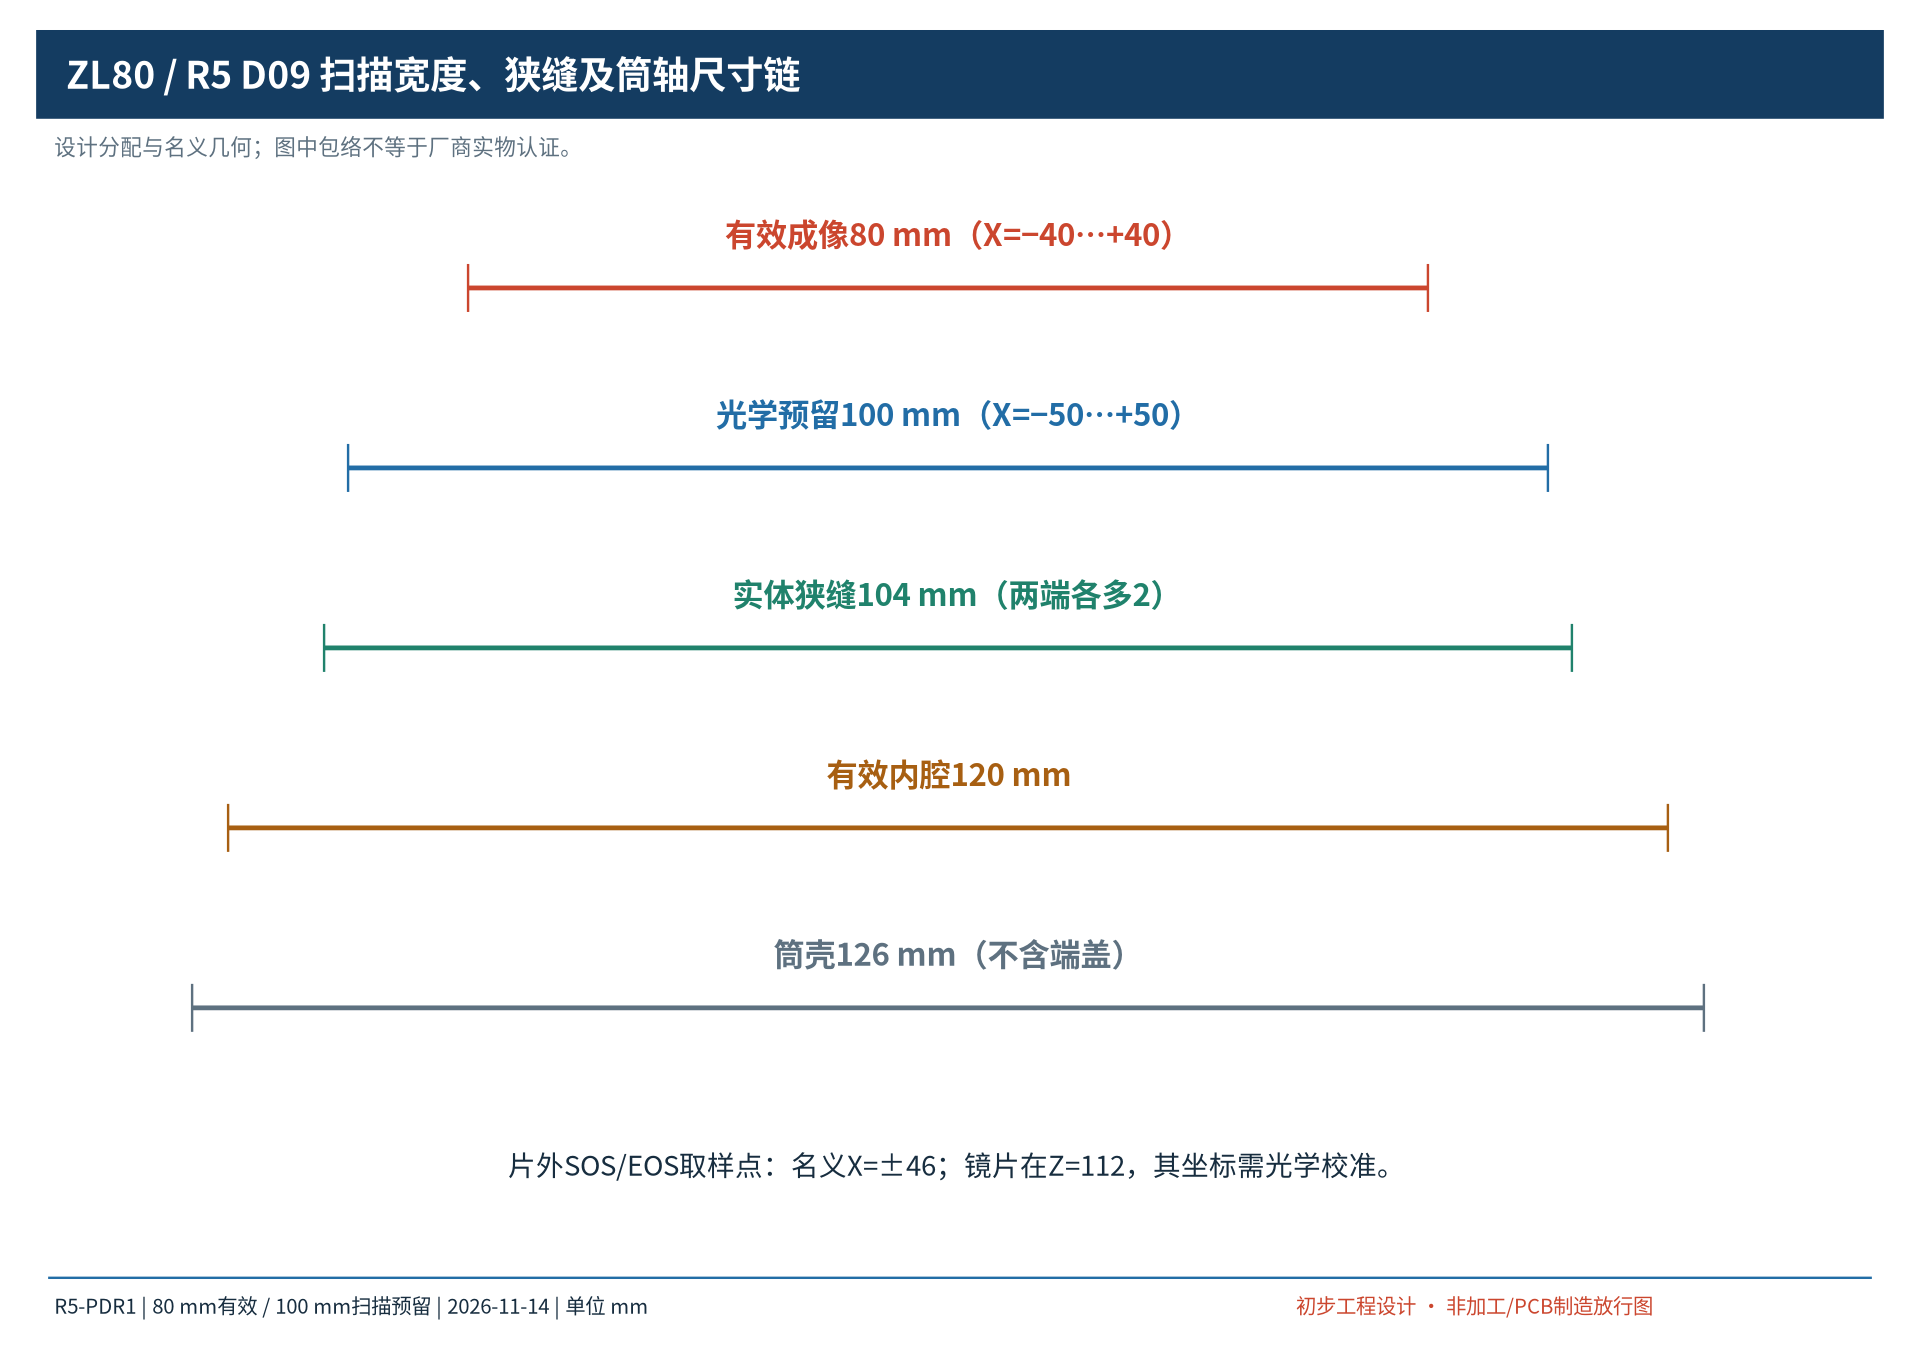 ZL80 / R5 D09 扫描宽度、狭缝及筒轴尺寸链
设计分配与名义几何；图中包络不等于厂商实物认证。
有效成像80 mm（X=−40…+40）
光学预留100 mm（X=−50…+50）
实体狭缝104 mm（两端各多2）
有效内腔120 mm
筒壳126 mm（不含端盖）
片外SOS/EOS取样点：名义X=±46；镜片在Z=112，其坐标需光学校准。
R5-PDR1 | 80 mm有效 / 100 mm扫描预留 | 2026-11-14 | 单位 mm
初步工程设计 · 非加工/PCB制造放行图